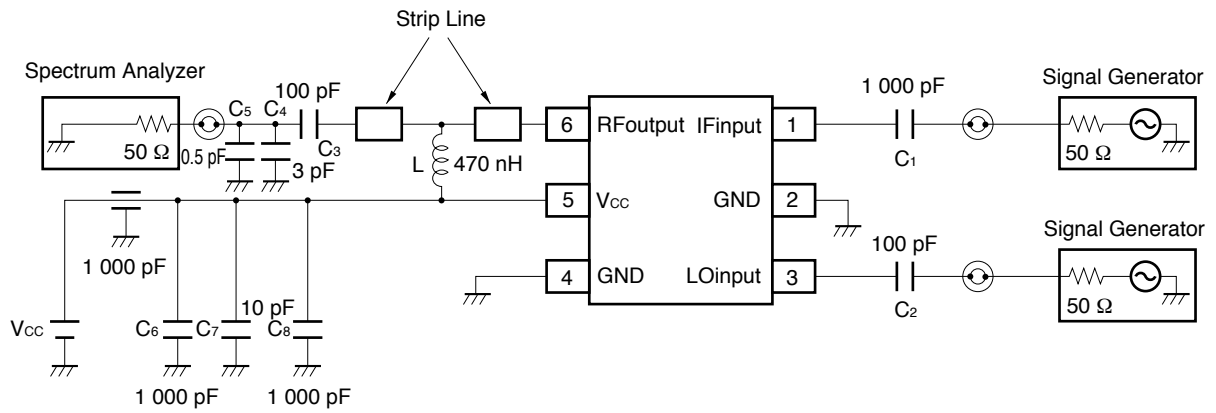 Strip Line
Spectrum Analyzer
50 Ω
C5
C4
100 pF
C3
0.5 pF
3 pF
L
470 nH
6
RFoutput
IFinput
1
5
VCC
GND
2
4
GND
LOinput
3
1 000 pF
C1
Signal Generator
50 Ω
100 pF
C2
Signal Generator
50 Ω
1 000 pF
VCC
C6
C7
10 pF
C8
1 000 pF
1 000 pF